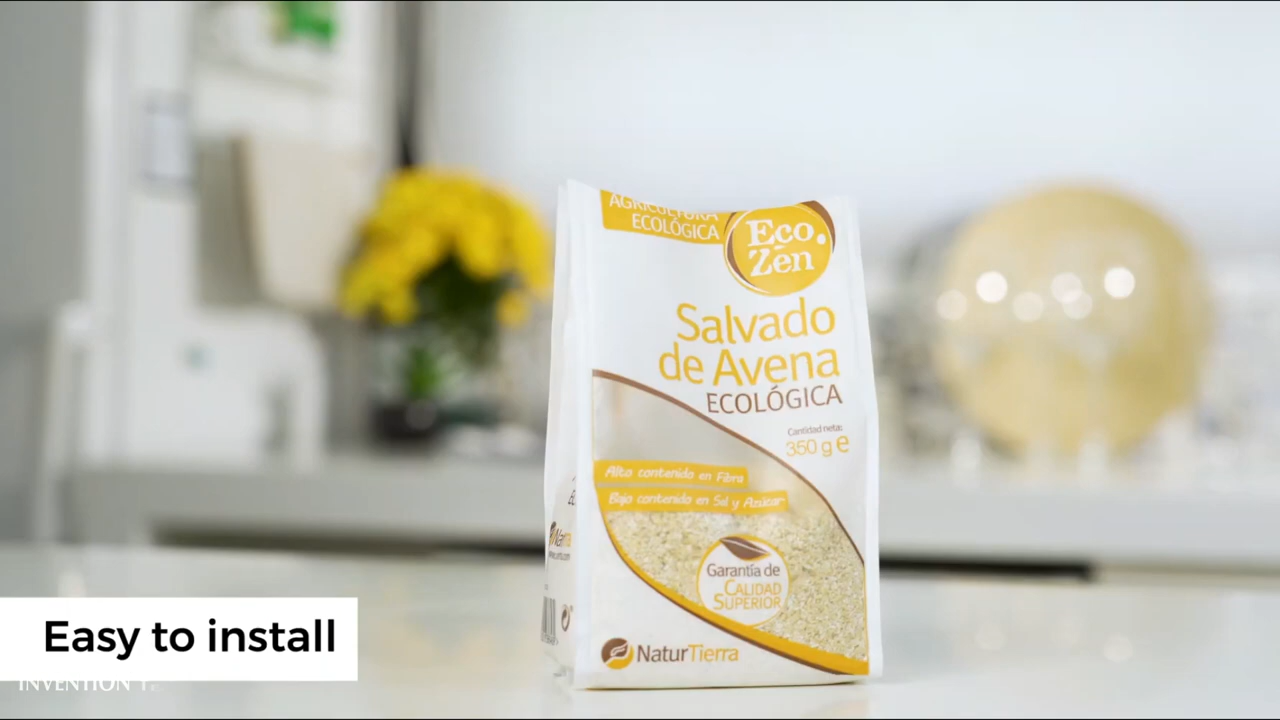 AGRICULTURA
ECOLÓGICA
Eco.
Zen
Salvado
de Avena
ECOLÓGICA
Cantidad neta:
350 g e
Alto contenido en Fibra
Bajo contenido en Sal y Azúcar
Garantía de
CALIDAD
SUPERIOR
NaturTierra
Easy to install
INVENTION